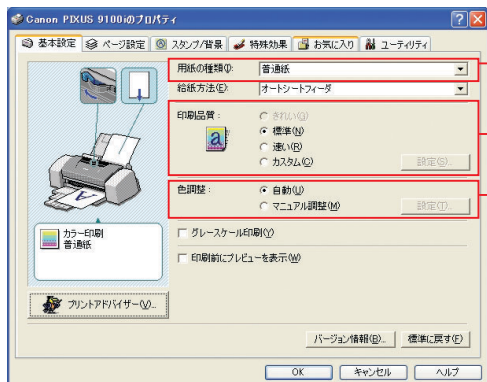 Canon PIXUS 9100iのプロパティ
基本設定 ページ設定 スタンプ/背景 特殊効果 お気に入り ユーティリティ
用紙の種類(I): 普通紙
給紙方法(E): オートシートフィーダ
印刷品質: きれい(G)
標準(N)
速い(R)
カスタム(C) 設定(S)...
色調整: 自動(U)
マニュアル調整(M) 設定(T)...
カラー印刷
普通紙
グレースケール印刷(Y)
印刷前にプレビューを表示(W)
プリントアドバイザー(V)...
バージョン情報(B)... 標準に戻す(F)
OK キャンセル ヘルプ